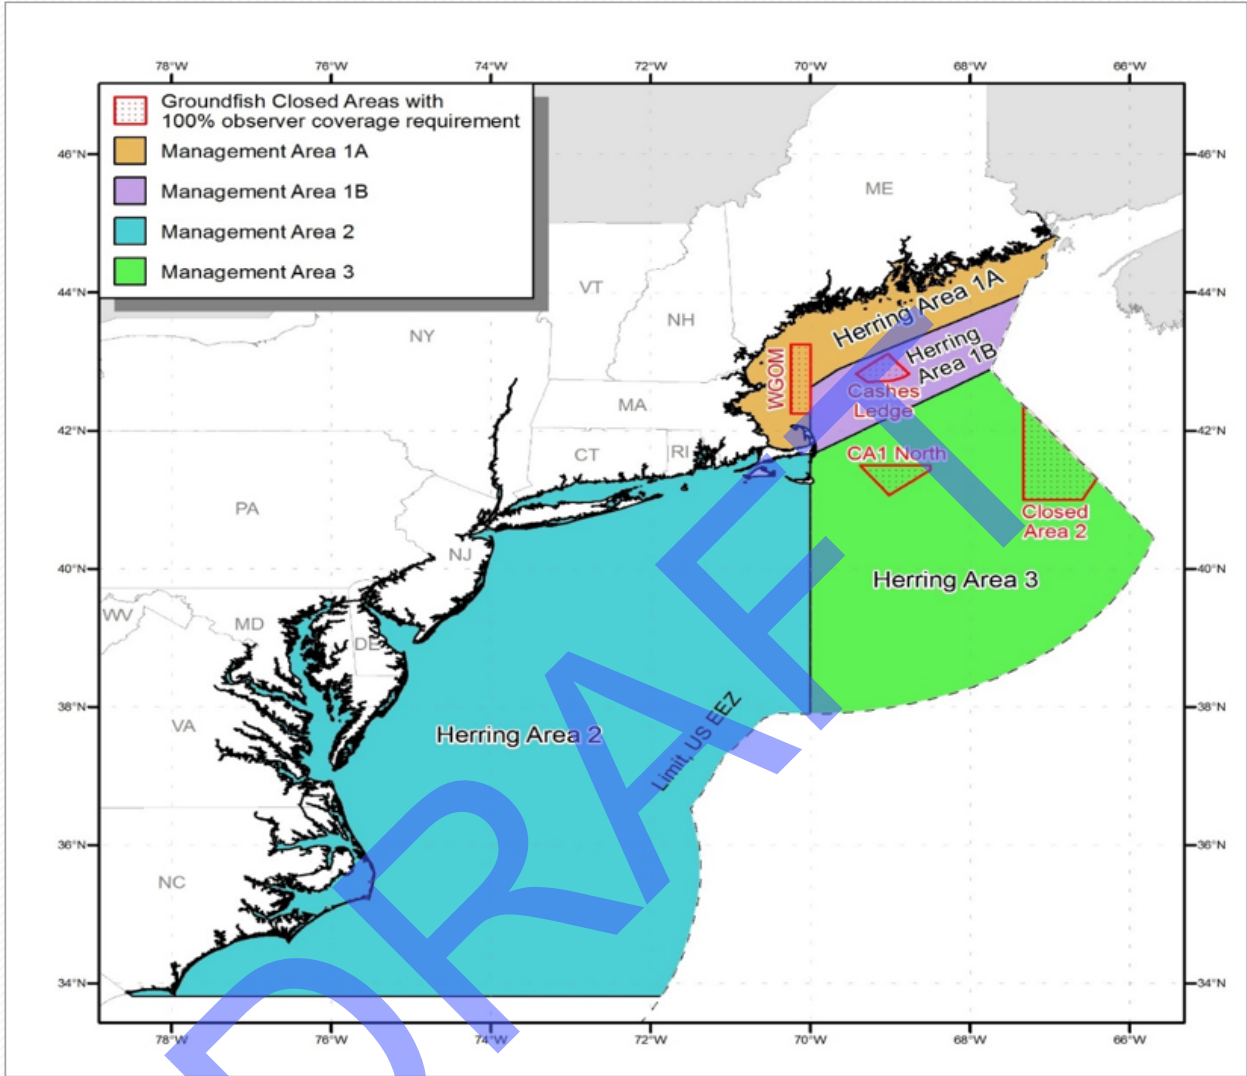 78°W 76°W 74°W 72°W 70°W 68°W 66°W
Groundfish Closed Areas with
100% observer coverage requirement
Management Area 1A
Management Area 1B
Management Area 2
Management Area 3
46°N
46°N
ME
44°N
44°N
VT
NH
NY
Herring Area 1A
Herring
Area 1B
WGOM
Cashes
Ledge
MA
42°N
42°N
CT
RI
CA1 North
PA
Closed
Area 2
NJ
40°N
40°N
Herring Area 3
WV
MD
DE
38°N
38°N
VA
Herring Area 2
Limit, US EEZ
36°N
36°N
NC
34°N
34°N
78°W 76°W 74°W 72°W 70°W 68°W 66°W
DRAFT